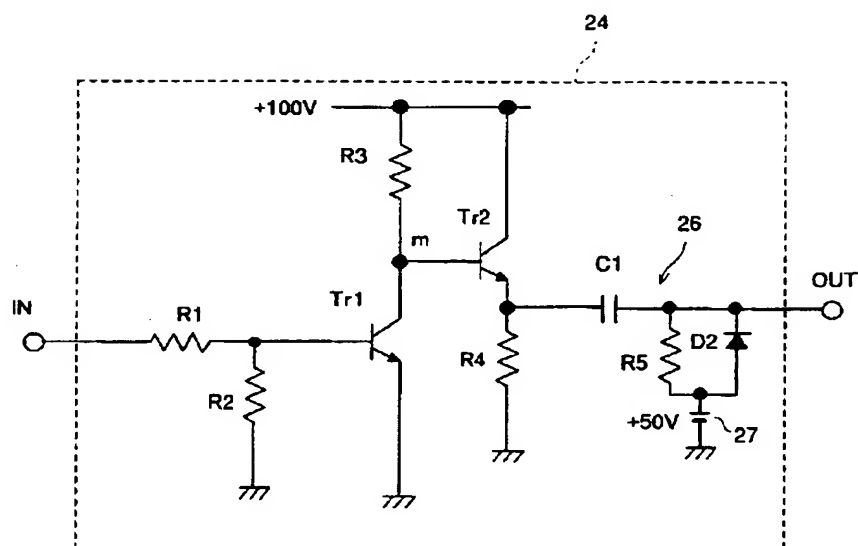 24
+100V
R3
Tr2
m
26
C1
OUT
IN
R1
Tr1
R2
R4
R5
D2
+50V
27